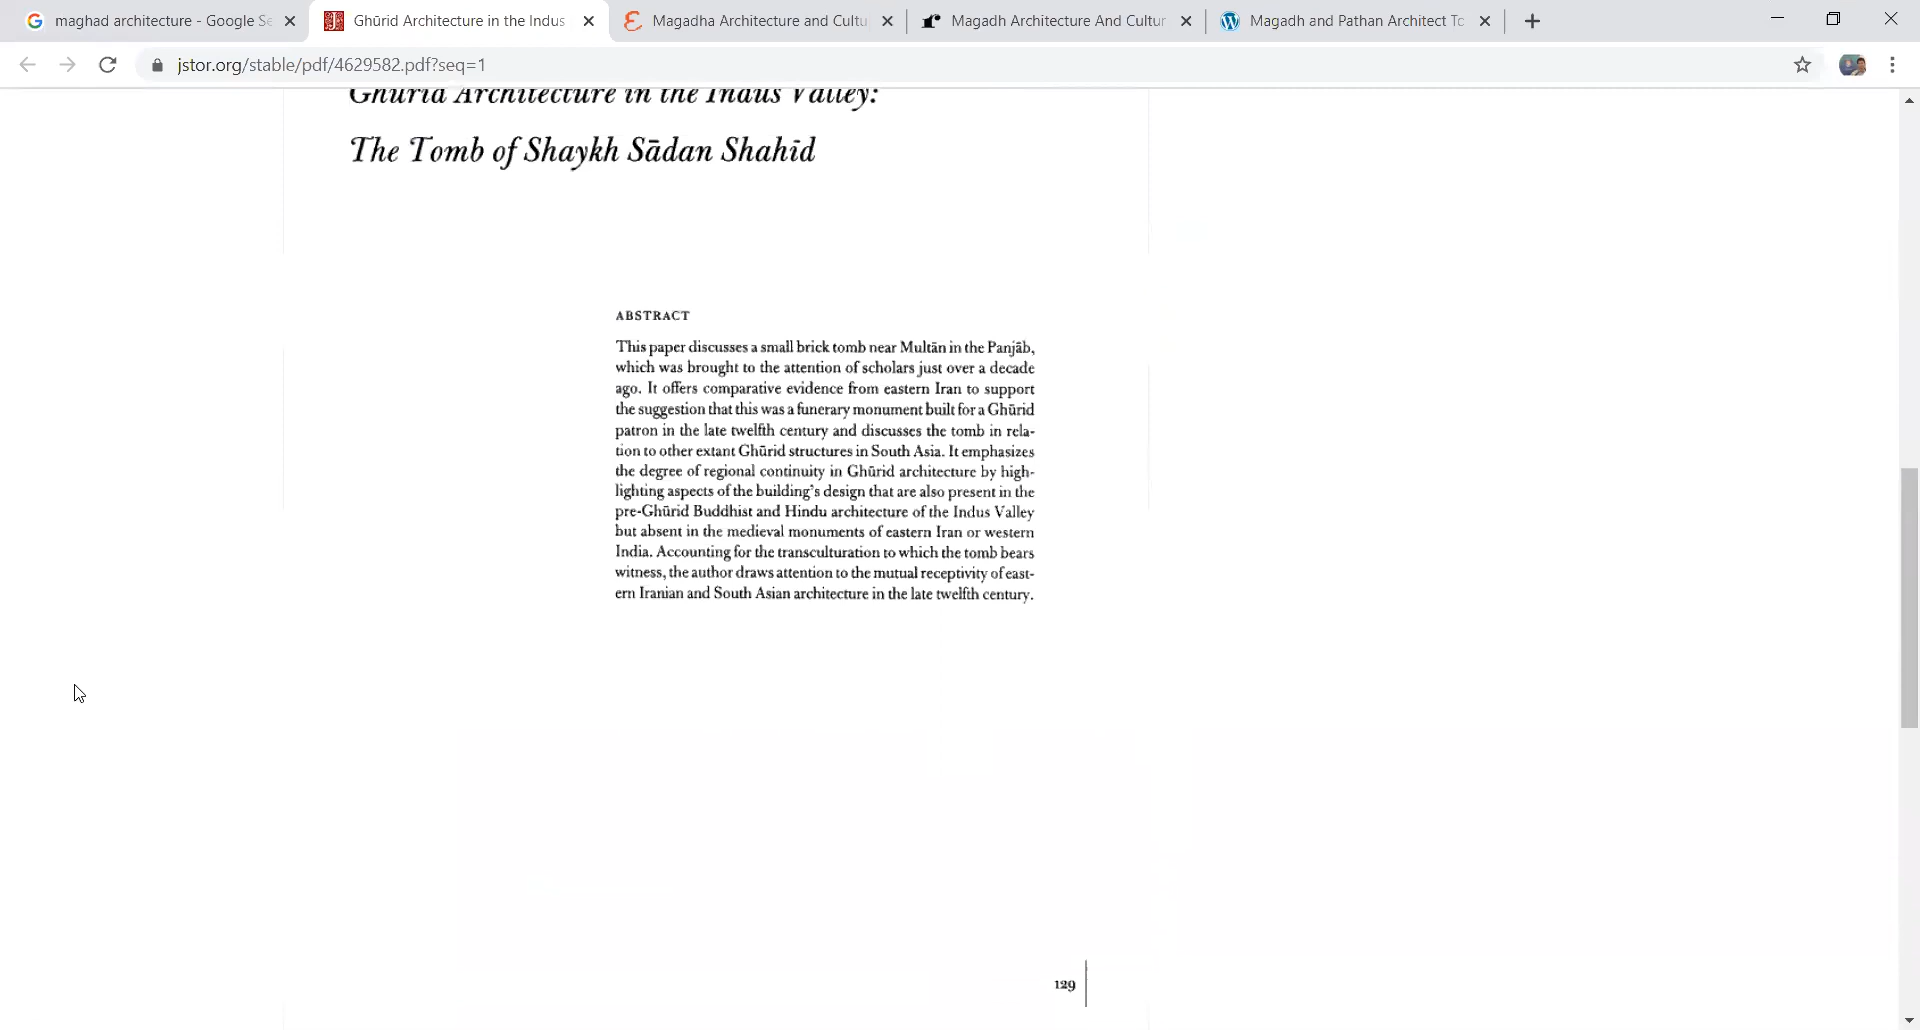 maghad architecture - Google Se
Ghūrid Architecture in the Indus
Magadha Architecture and Cultu
Magadh Architecture And Cultur
Magadh and Pathan Architect To
jstor.org/stable/pdf/4629582.pdf?seq=1
Ghūrid Architecture in the Indus Valley:
The Tomb of Shaykh Sādan Shahīd
ABSTRACT
This paper discusses a small brick tomb near Multān in the Panjāb,
which was brought to the attention of scholars just over a decade
ago. It offers comparative evidence from eastern Iran to support
the suggestion that this was a funerary monument built for a Ghūrid
patron in the late twelfth century and discusses the tomb in rela-
tion to other extant Ghūrid structures in South Asia. It emphasizes
the degree of regional continuity in Ghūrid architecture by high-
lighting aspects of the building's design that are also present in the
pre-Ghūrid Buddhist and Hindu architecture of the Indus Valley
but absent in the medieval monuments of eastern Iran or western
India. Accounting for the transculturation to which the tomb bears
witness, the author draws attention to the mutual receptivity of east-
ern Iranian and South Asian architecture in the late twelfth century.
129